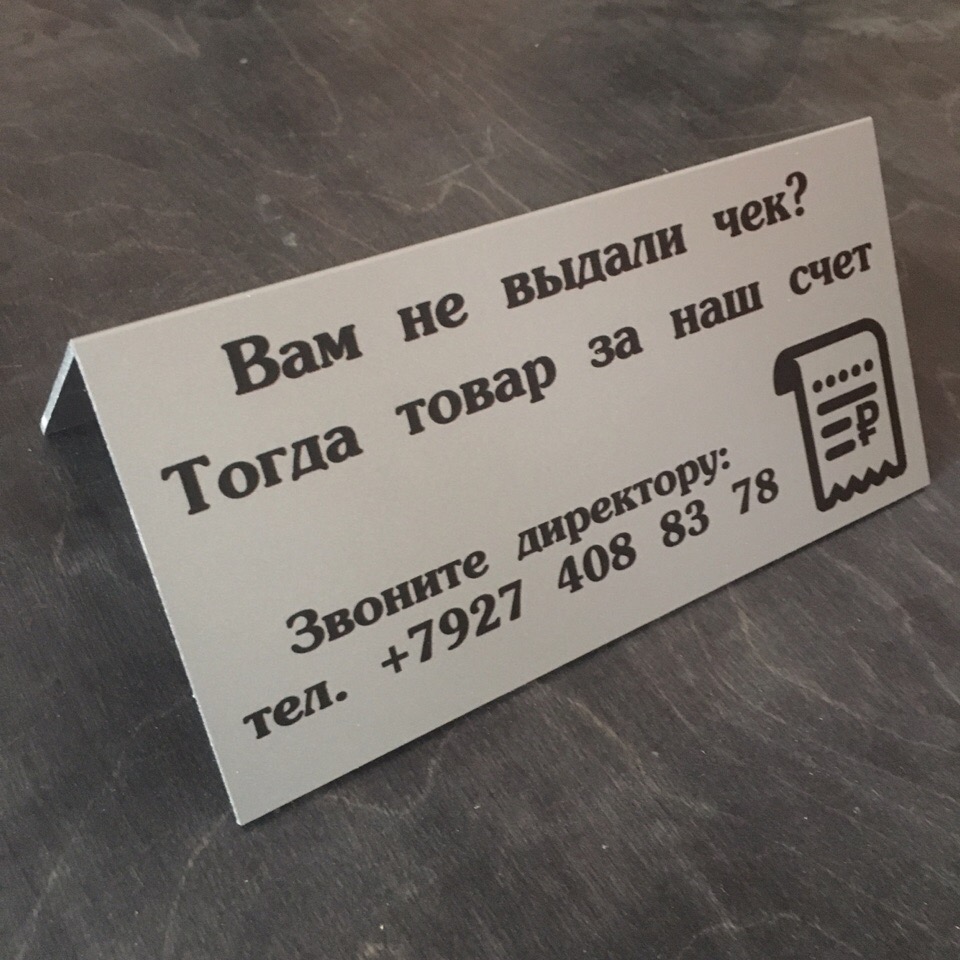 Вам не выдали чек?
Тогда товар за наш счет
Звоните директору:
тел. +7927 408 83 78
₽